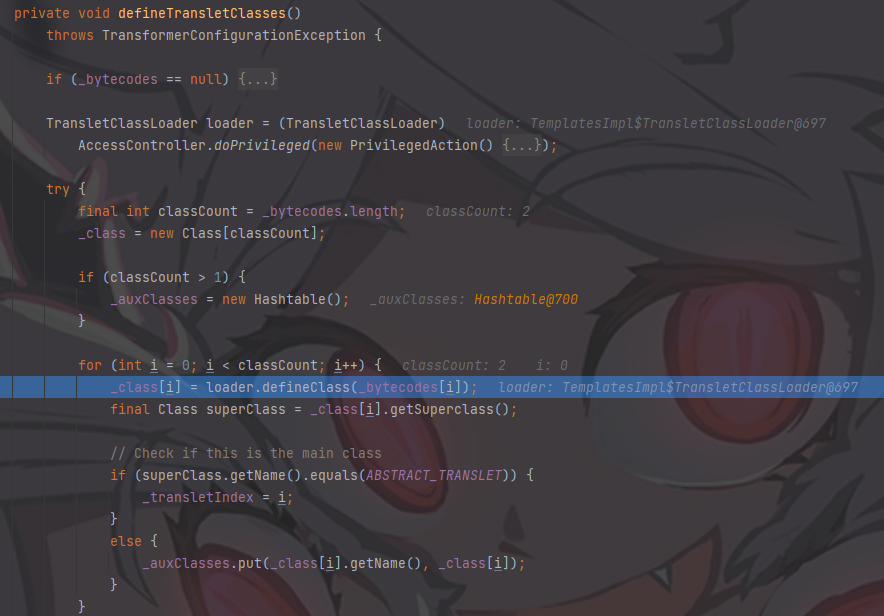 private void defineTransletClasses()
throws TransformerConfigurationException {
if (_bytecodes == null) {...}
TransletClassLoader loader = (TransletClassLoader) loader: TemplatesImpl$TransletClassLoader@697
AccessController.doPrivileged(new PrivilegedAction() {...});
try {
final int classCount = _bytecodes.length; classCount: 2
_class = new Class[classCount];
if (classCount > 1) {
_auxClasses = new Hashtable(); _auxClasses: Hashtable@700
}
for (int i = 0; i < classCount; i++) { classCount: 2 i: 0
_class[i] = loader.defineClass(_bytecodes[i]); loader: TemplatesImpl$TransletClassLoader@697
final Class superClass = _class[i].getSuperclass();
// Check if this is the main class
if (superClass.getName().equals(ABSTRACT_TRANSLET)) {
_transletIndex = i;
}
else {
_auxClasses.put(_class[i].getName(), _class[i]);
}
}